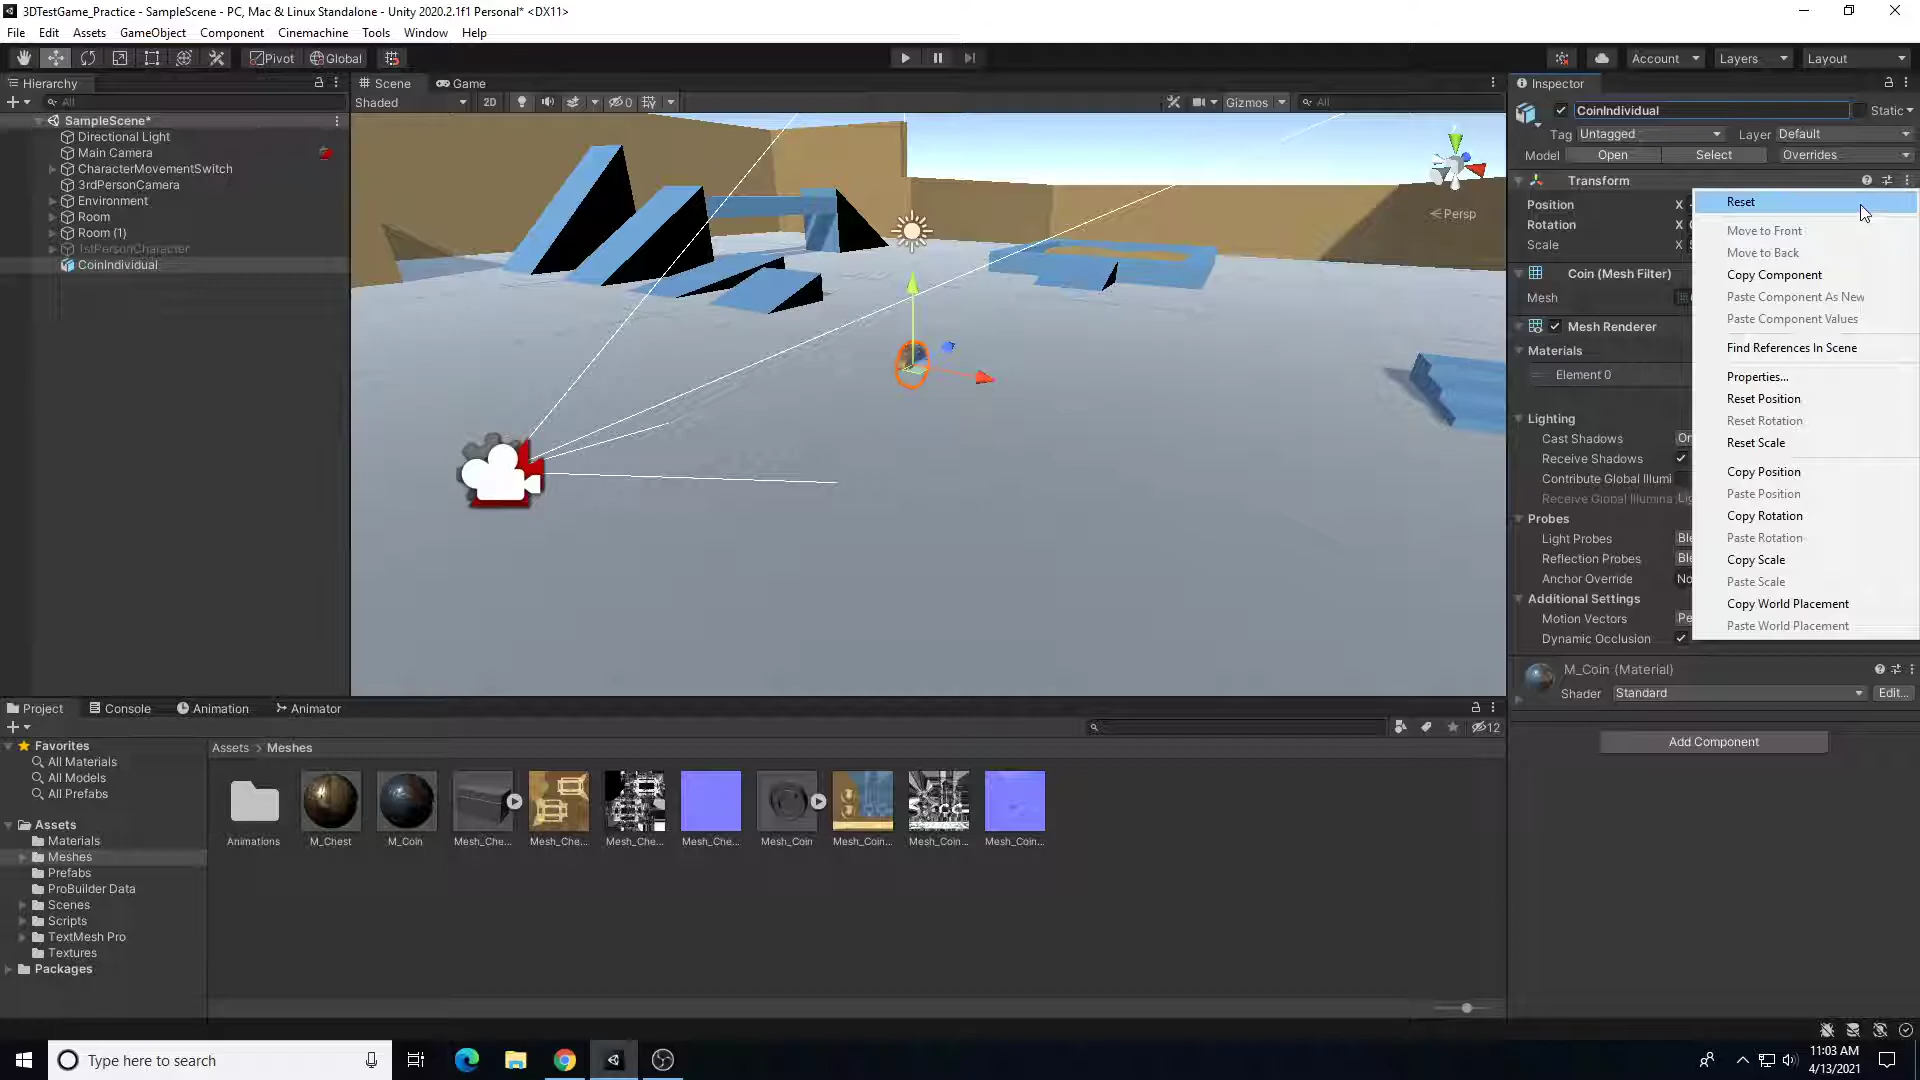 3DTestGame_Practice - SampleScene - PC, Mac & Linux Standalone - Unity 2020.2.1f1 Personal* <DX11>
File Edit Assets GameObject Component Cinemachine Tools Window Help
Pivot Global Account Layers Layout
Hierarchy
All
SampleScene*
Directional Light
Main Camera
CharacterMovementSwitch
3rdPersonCamera
Environment
Room
Room (1)
1stPersonCharacter
CoinIndividual
Scene Game
Shaded 2D 0 Gizmos All
Persp
Inspector
CoinIndividual Static
Tag Untagged Layer Default
Model Open Select Overrides
Transform
Position X
Rotation X
Scale X
Coin (Mesh Filter)
Mesh
Mesh Renderer
Materials
Element 0
Lighting
Cast Shadows On
Receive Shadows
Contribute Global Illumi
Receive Global Illumina
Probes
Light Probes Ble
Reflection Probes Ble
Anchor Override No
Additional Settings
Motion Vectors Pe
Dynamic Occlusion
M_Coin (Material)
Shader Standard Edit...
Add Component
Reset
Move to Front
Move to Back
Copy Component
Paste Component As New
Paste Component Values
Find References In Scene
Properties...
Reset Position
Reset Rotation
Reset Scale
Copy Position
Paste Position
Copy Rotation
Paste Rotation
Copy Scale
Paste Scale
Copy World Placement
Paste World Placement
Project Console Animation Animator
12
Favorites
All Materials
All Models
All Prefabs
Assets
Materials
Meshes
Prefabs
ProBuilder Data
Scenes
Scripts
TextMesh Pro
Textures
Packages
Assets > Meshes
Animations M_Chest M_Coin Mesh_Che... Mesh_Che... Mesh_Che... Mesh_Che... Mesh_Coin Mesh_Coin... Mesh_Coin... Mesh_Coin...
Type here to search
11:03 AM
4/13/2021